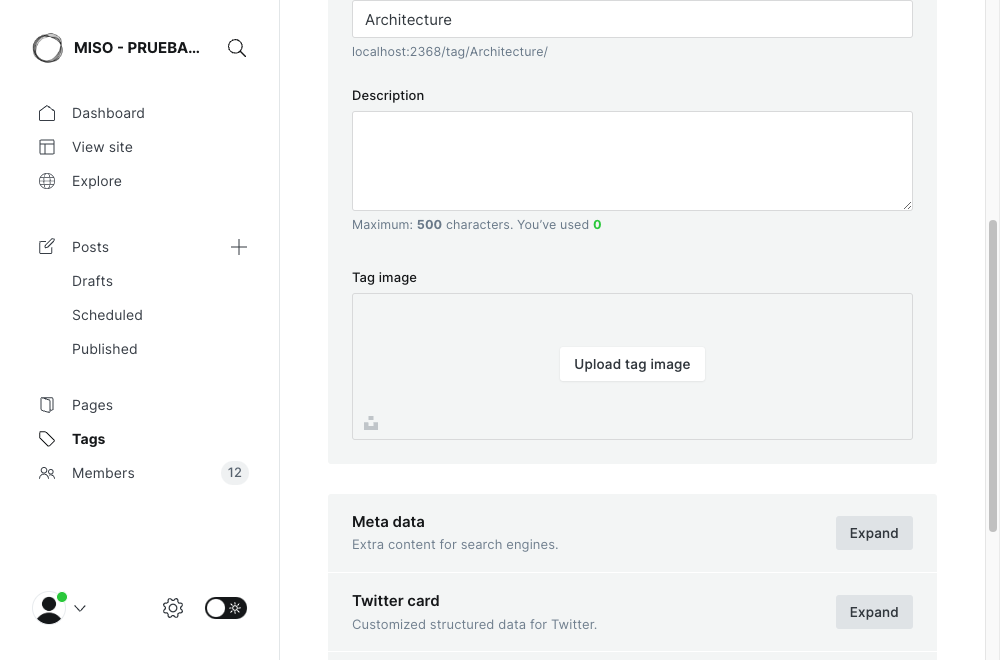 MISO - PRUEBA...
Dashboard
View site
Explore
Posts
Drafts
Scheduled
Published
Pages
Tags
Members
12
Architecture
localhost:2368/tag/Architecture/
Description
Maximum: 500 characters. You’ve used 0
Tag image
Upload tag image
Meta data
Extra content for search engines.
Expand
Twitter card
Customized structured data for Twitter.
Expand